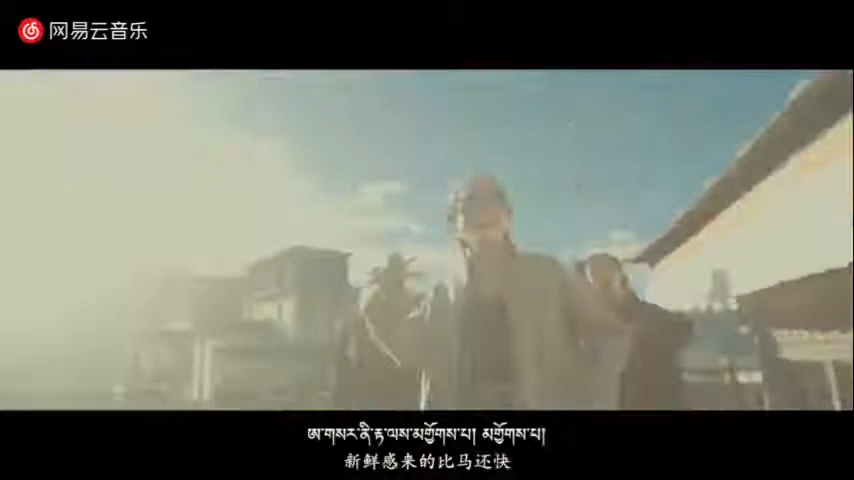 网易云音乐
ཨ་གསར་ནི་རྟ་ལས་མགྱོགས་པ། མགྱོགས་པ།
新鲜感来的比马还快